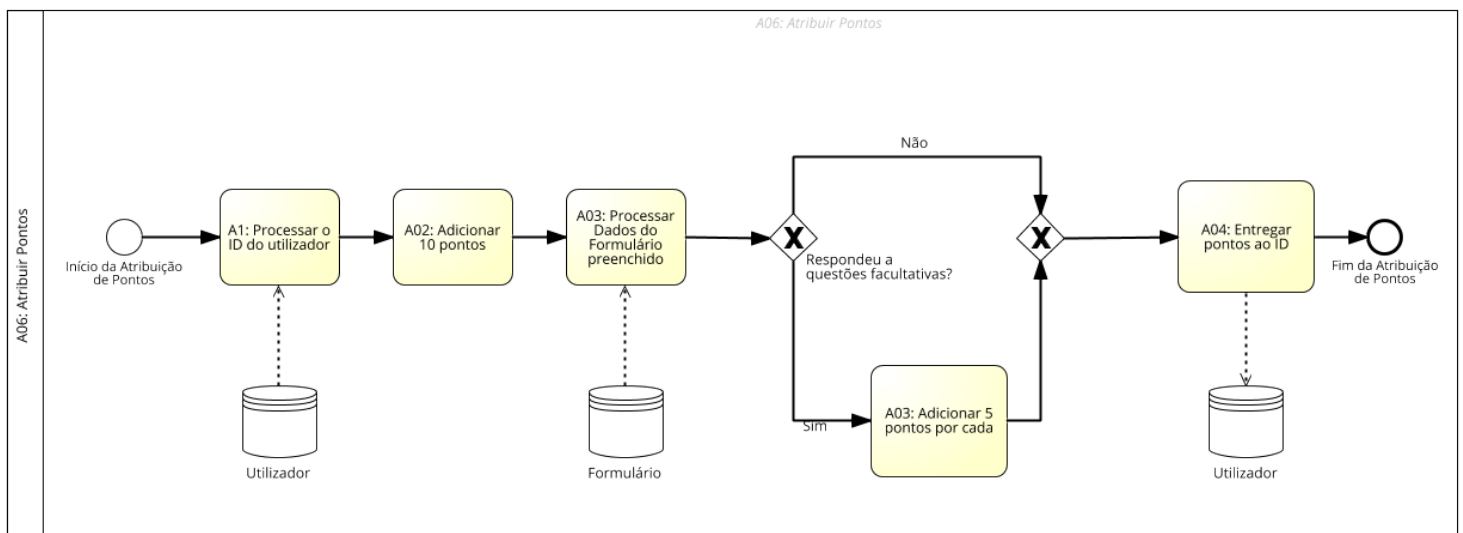 A06: Atribuir Pontos
A06: Atribuir Pontos
Início da Atribuição
de Pontos
A1: Processar o
ID do utilizador
A02: Adicionar
10 pontos
A03: Processar
Dados do
Formulário
preenchido
Não
Respondeu a
questões facultativas?
Sim
A03: Adicionar 5
pontos por cada
A04: Entregar
pontos ao ID
Fim da Atribuição
de Pontos
Utilizador
Formulário
Utilizador